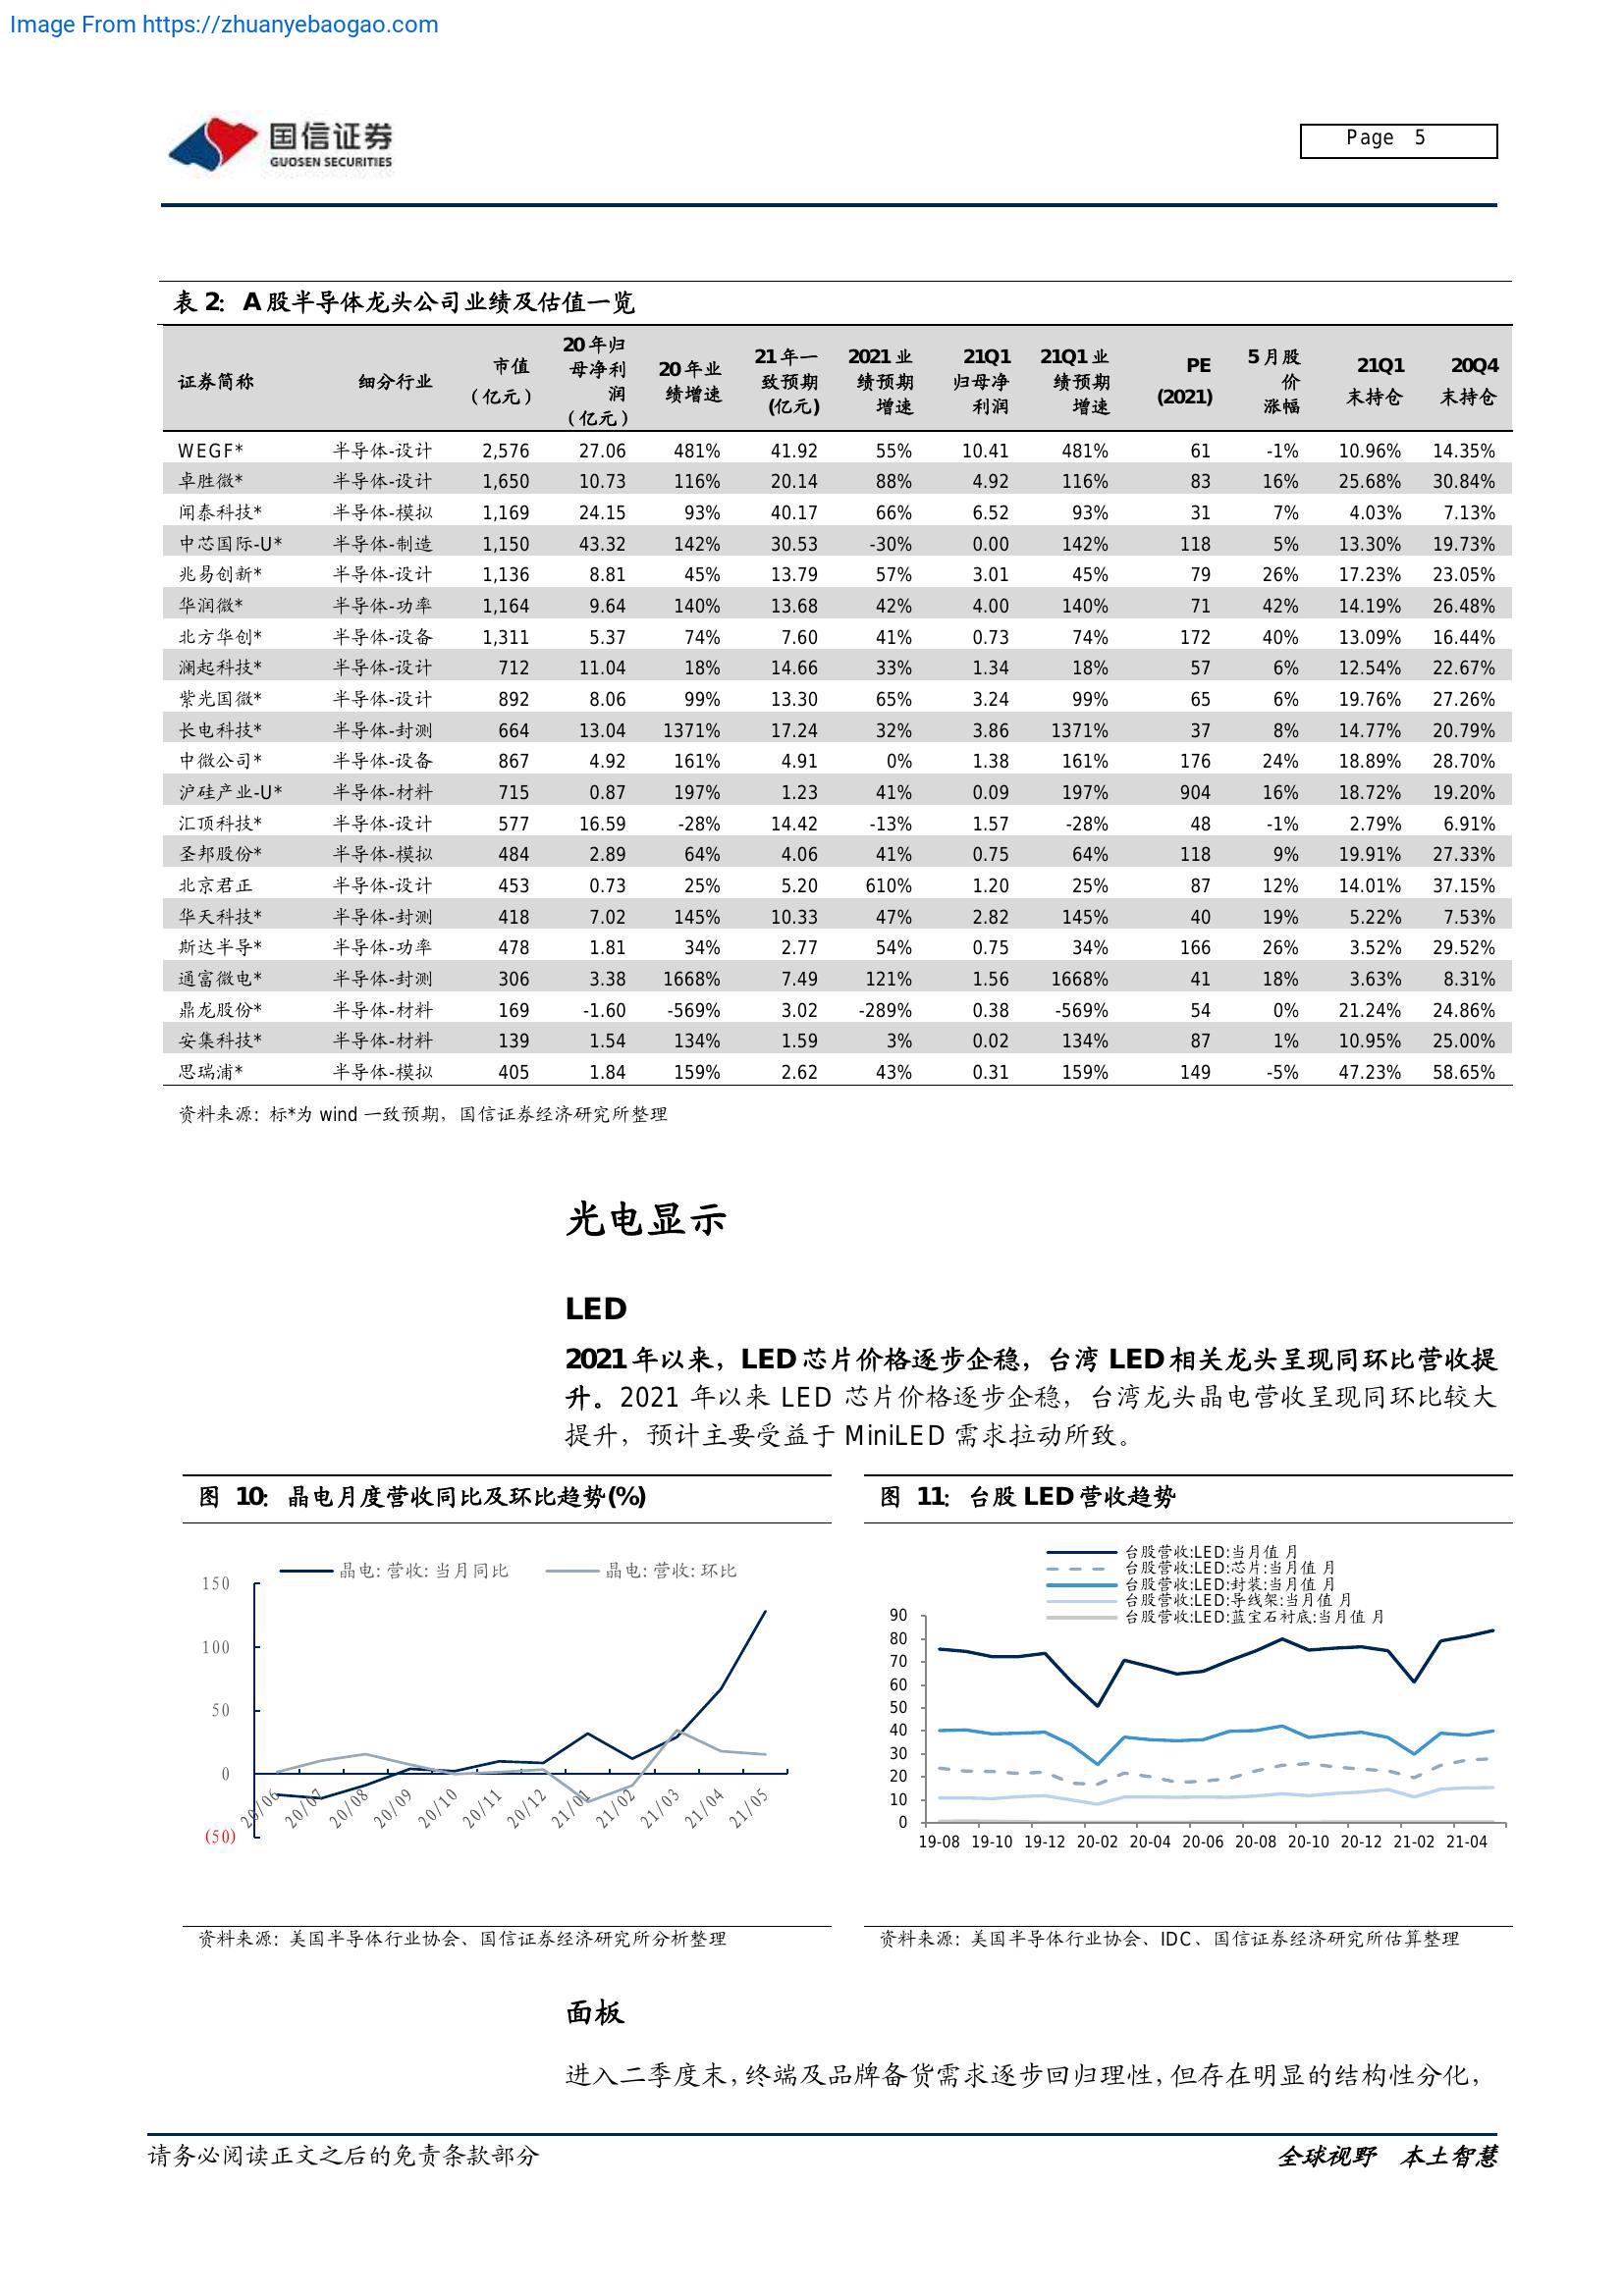 Image From https://zhuanyebaogao.com
国信证券
GUOSEN SECURITIES
Page 5
表 2: A 股半导体龙头公司业绩及估值一览
证券简称 细分行业 市值（亿元） 20 年归母净利润（亿元） 20 年业绩增速 21 年一致预期(亿元) 2021 业绩预期增速 21Q1 归母净利润 21Q1 业绩预期增速 PE (2021) 5 月股价涨幅 21Q1 末持仓 20Q4 末持仓
WEGF* 半导体-设计 2,576 27.06 481% 41.92 55% 10.41 481% 61 -1% 10.96% 14.35%
卓胜微* 半导体-设计 1,650 10.73 116% 20.14 88% 4.92 116% 83 16% 25.68% 30.84%
闻泰科技* 半导体-模拟 1,169 24.15 93% 40.17 66% 6.52 93% 31 7% 4.03% 7.13%
中芯国际-U* 半导体-制造 1,150 43.32 142% 30.53 -30% 0.00 142% 118 5% 13.30% 19.73%
兆易创新* 半导体-设计 1,136 8.81 45% 13.79 57% 3.01 45% 79 26% 17.23% 23.05%
华润微* 半导体-功率 1,164 9.64 140% 13.68 42% 4.00 140% 71 42% 14.19% 26.48%
北方华创* 半导体-设备 1,311 5.37 74% 7.60 41% 0.73 74% 172 40% 13.09% 16.44%
澜起科技* 半导体-设计 712 11.04 18% 14.66 33% 1.34 18% 57 6% 12.54% 22.67%
紫光国微* 半导体-设计 892 8.06 99% 13.30 65% 3.24 99% 65 6% 19.76% 27.26%
长电科技* 半导体-封测 664 13.04 1371% 17.24 32% 3.86 1371% 37 8% 14.77% 20.79%
中微公司* 半导体-设备 867 4.92 161% 4.91 0% 1.38 161% 176 24% 18.89% 28.70%
沪硅产业-U* 半导体-材料 715 0.87 197% 1.23 41% 0.09 197% 904 16% 18.72% 19.20%
汇顶科技* 半导体-设计 577 16.59 -28% 14.42 -13% 1.57 -28% 48 -1% 2.79% 6.91%
圣邦股份* 半导体-模拟 484 2.89 64% 4.06 41% 0.75 64% 118 9% 19.91% 27.33%
北京君正 半导体-设计 453 0.73 25% 5.20 610% 1.20 25% 87 12% 14.01% 37.15%
华天科技* 半导体-封测 418 7.02 145% 10.33 47% 2.82 145% 40 19% 5.22% 7.53%
斯达半导* 半导体-功率 478 1.81 34% 2.77 54% 0.75 34% 166 26% 3.52% 29.52%
通富微电* 半导体-封测 306 3.38 1668% 7.49 121% 1.56 1668% 41 18% 3.63% 8.31%
鼎龙股份* 半导体-材料 169 -1.60 -569% 3.02 -289% 0.38 -569% 54 0% 21.24% 24.86%
安集科技* 半导体-材料 139 1.54 134% 1.59 3% 0.02 134% 87 1% 10.95% 25.00%
思瑞浦* 半导体-模拟 405 1.84 159% 2.62 43% 0.31 159% 149 -5% 47.23% 58.65%
资料来源: 标*为 wind 一致预期，国信证券经济研究所整理
光电显示
LED
2021 年以来，LED 芯片价格逐步企稳，台湾 LED 相关龙头呈现同环比营收提
升。2021 年以来 LED 芯片价格逐步企稳，台湾龙头晶电营收呈现同环比较大
提升，预计主要受益于 MiniLED 需求拉动所致。
图 10: 晶电月度营收同比及环比趋势(%)
晶电: 营收: 当月同比 晶电: 营收: 环比
150
100
50
0
(50)
20/06 20/07 20/08 20/09 20/10 20/11 20/12 21/01 21/02 21/03 21/04 21/05
资料来源: 美国半导体行业协会、国信证券经济研究所分析整理
图 11: 台股 LED 营收趋势
台股营收:LED:当月值 月
台股营收:LED:芯片:当月值 月
台股营收:LED:封装:当月值 月
台股营收:LED:导线架:当月值 月
台股营收:LED:蓝宝石衬底:当月值 月
90
80
70
60
50
40
30
20
10
0
19-08 19-10 19-12 20-02 20-04 20-06 20-08 20-10 20-12 21-02 21-04
资料来源: 美国半导体行业协会、IDC、国信证券经济研究所估算整理
面板
进入二季度末，终端及品牌备货需求逐步回归理性，但存在明显的结构性分化，
请务必阅读正文之后的免责条款部分
全球视野 本土智慧